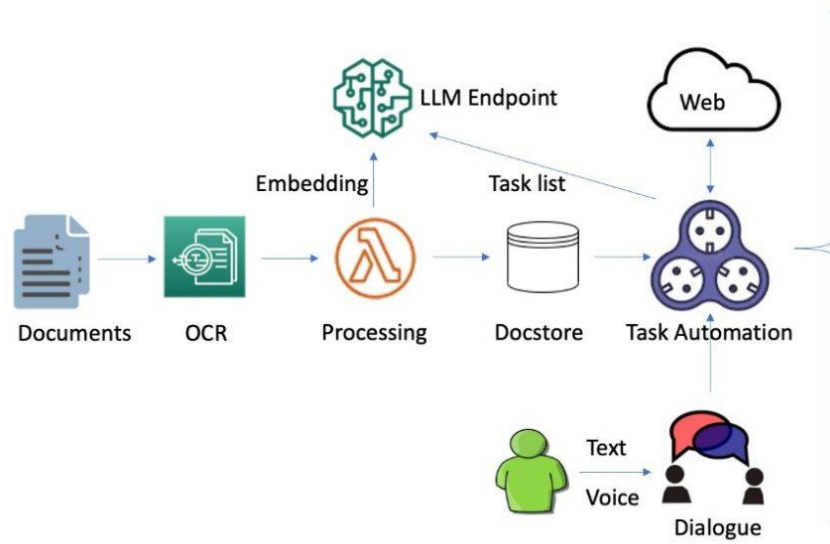 LLM Endpoint
Web
Embedding
Task list
Documents
OCR
Processing
Docstore
Task Automation
Text
Voice
Dialogue